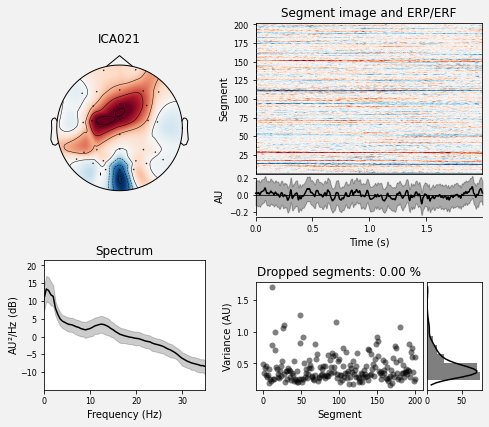 ICA021
Segment image and ERP/ERF
Segment
200
175
150
125
100
75
50
25
AU
0.2
0.0
−0.2
0.0 0.5 1.0 1.5
Time (s)
Spectrum
AU²/Hz (dB)
20
15
10
5
0
−5
−10
0 10 20 30
Frequency (Hz)
Dropped segments: 0.00 %
Variance (AU)
1.5
1.0
0.5
0 50 100 150 200
Segment
0 50